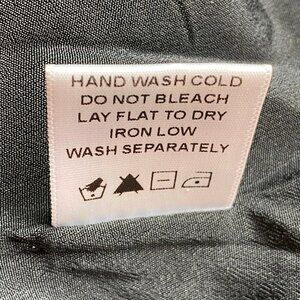 HAND WASH COLD
DO NOT BLEACH
LAY FLAT TO DRY
IRON LOW
WASH SEPARATELY